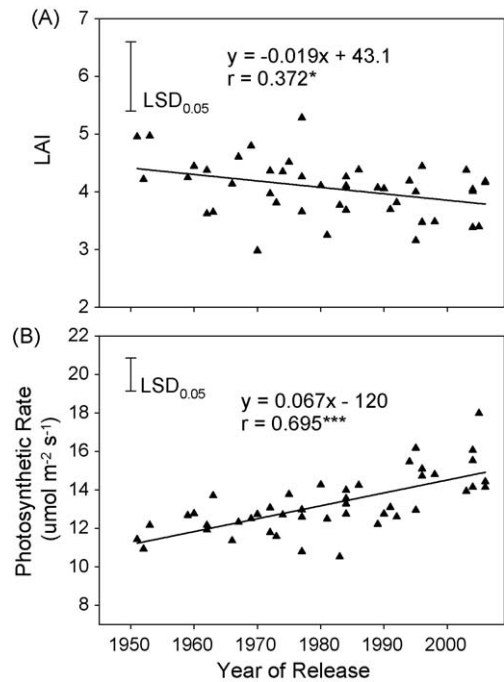 (A)
7
6
5
4
3
2
LAI
LSD0.05
y = -0.019x + 43.1
r = 0.372*
(B)
22
20
18
16
14
12
10
8
Photosynthetic Rate
(umol m-2 s-1)
LSD0.05
y = 0.067x - 120
r = 0.695***
1950 1960 1970 1980 1990 2000
Year of Release